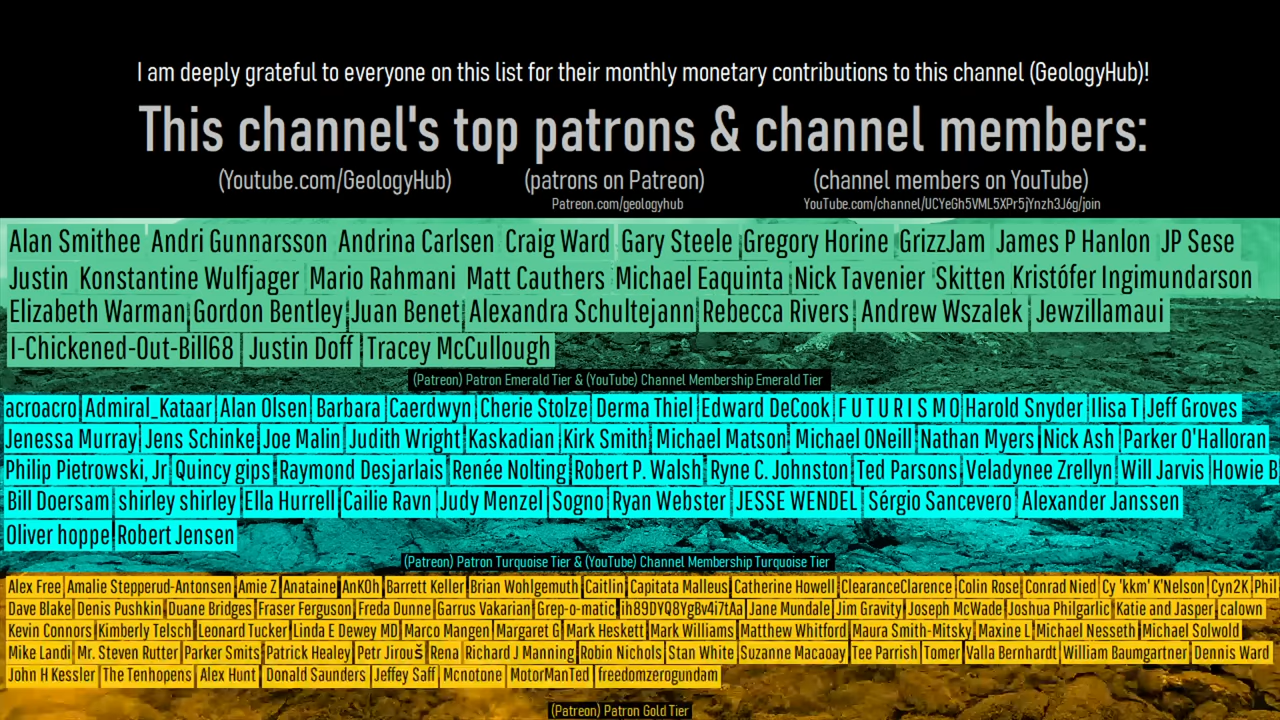 I am deeply grateful to everyone on this list for their monthly monetary contributions to this channel (GeologyHub)!
This channel's top patrons & channel members:
(Youtube.com/GeologyHub) (patrons on Patreon) (channel members on YouTube)
Patreon.com/geologyhub YouTube.com/channel/UCYeGh5VML5XPr5jYnzh3J6g/join
Alan Smithee Andri Gunnarsson Andrina Carlsen Craig Ward Gary Steele Gregory Horine GrizzJam James P Hanlon JP Sese
Justin Konstantine Wulfjager Mario Rahmani Matt Cauthers Michael Eaquinta Nick Tavenier Skitten Kristófer Ingimundarson
Elizabeth Warman Gordon Bentley Juan Benet Alexandra Schultejann Rebecca Rivers Andrew Wszalek Jewzillamaui
I-Chickened-Out-Bill68 Justin Doff Tracey McCullough
(Patreon) Patron Emerald Tier & (YouTube) Channel Membership Emerald Tier
acroacro Admiral_Kataar Alan Olsen Barbara Caerdwyn Cherie Stolze Derma Thiel Edward DeCook F U T U R I S M O Harold Snyder Ilisa T Jeff Groves
Jenessa Murray Jens Schinke Joe Malin Judith Wright Kaskadian Kirk Smith Michael Matson Michael ONeill Nathan Myers Nick Ash Parker O'Halloran
Philip Pietrowski, Jr Quincy gips Raymond Desjarlais Renée Nolting Robert P. Walsh Ryne C. Johnston Ted Parsons Veladynee Zrellyn Will Jarvis Howie B
Bill Doersam shirley shirley Ella Hurrell Cailie Ravn Judy Menzel Sogno Ryan Webster JESSE WENDEL Sérgio Sancevero Alexander Janssen
Oliver hoppe Robert Jensen
(Patreon) Patron Turquoise Tier & (YouTube) Channel Membership Turquoise Tier
Alex Free Amalie Stepperud-Antonsen Amie Z Anataine AnKOh Barrett Keller Brian Wohlgemuth Caitlin Capitata Malleus Catherine Howell ClearanceClarence Colin Rose Conrad Nied Cy 'kkm' K'Nelson Cyn2K Phil
Dave Blake Denis Pushkin Duane Bridges Fraser Ferguson Freda Dunne Garrus Vakarian Grep-o-matic ih89DYQ8YgBv4i7tAa Jane Mundale Jim Gravity Joseph McWade Joshua Philgarlic Katie and Jasper calown
Kevin Connors Kimberly Telsch Leonard Tucker Linda E Dewey MD Marco Mangen Margaret G Mark Heskett Mark Williams Matthew Whitford Maura Smith-Mitsky Maxine L Michael Nesseth Michael Solwold
Mike Landi Mr. Steven Rutter Parker Smits Patrick Healey Petr Jirouš Rena Richard J Manning Robin Nichols Stan White Suzanne Macaoay Tee Parrish Tomer Valla Bernhardt William Baumgartner Dennis Ward
John H Kessler The Tenhopens Alex Hunt Donald Saunders Jeffey Saff Mcnotone MotorManTed freedomzerogundam
(Patreon) Patron Gold Tier